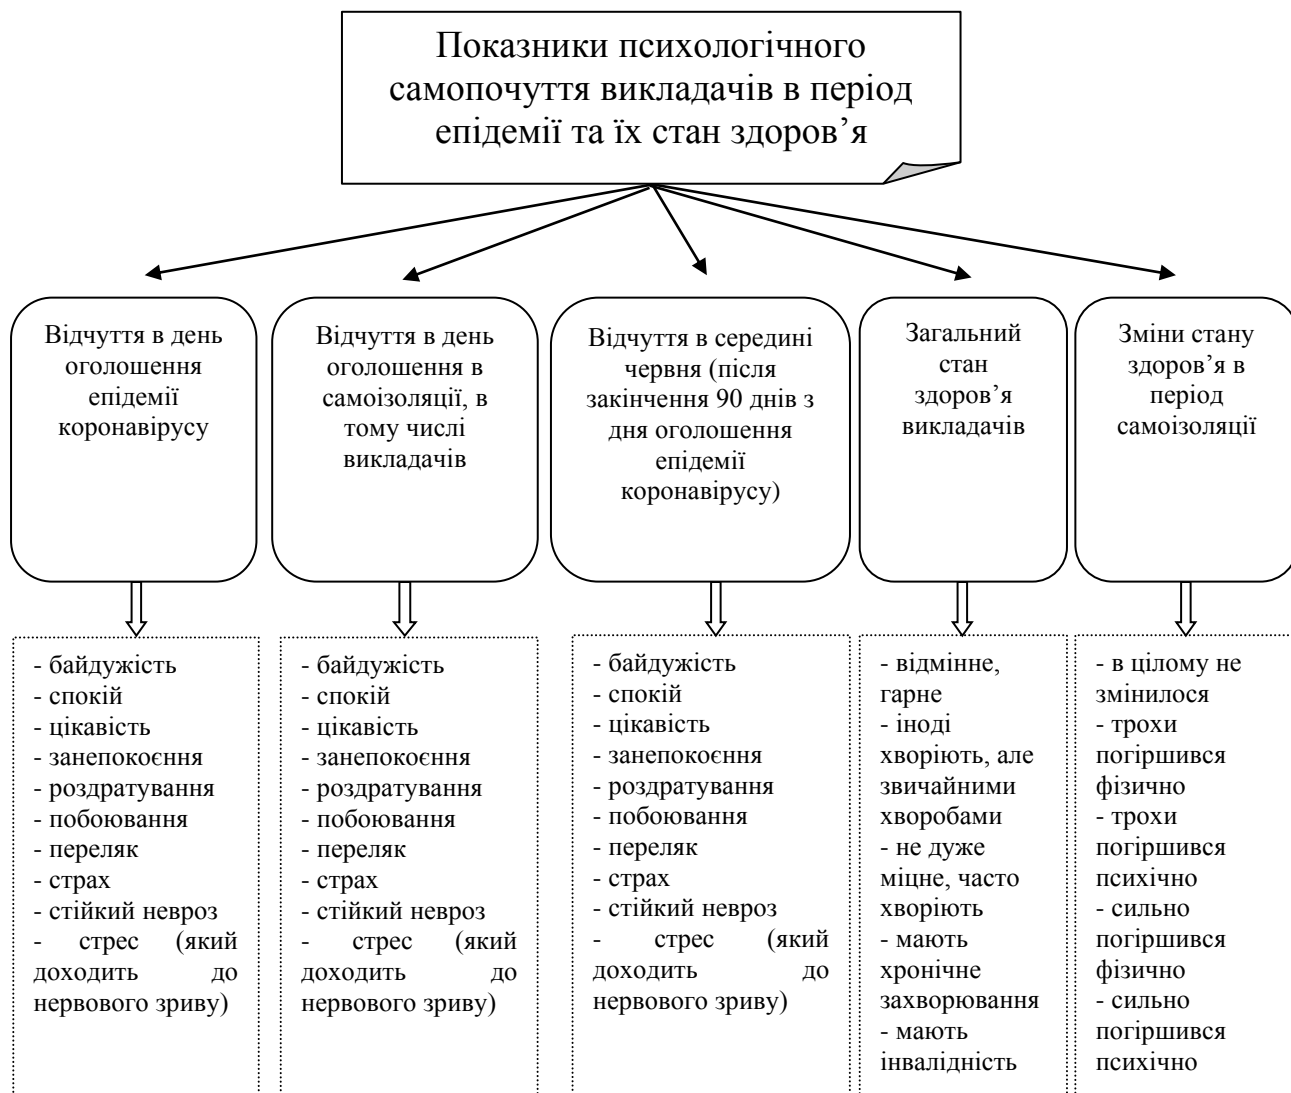 Показники психологічного
самопочуття викладачів в період
епідемії та їх стан здоров’я
Відчуття в день
оголошення
епідемії
коронавірусу
Відчуття в день
оголошення в
самоізоляції, в
тому числі
викладачів
Відчуття в середині
червня (після
закінчення 90 днів з
дня оголошення
епідемії
коронавірусу)
Загальний
стан
здоров’я
викладачів
Зміни стану
здоров’я в
період
самоізоляції
- байдужість
- спокій
- цікавість
- занепокоєння
- роздратування
- побоювання
- переляк
- страх
- стійкий невроз
- стрес (який
доходить до
нервового зриву)
- байдужість
- спокій
- цікавість
- занепокоєння
- роздратування
- побоювання
- переляк
- страх
- стійкий невроз
- стрес (який
доходить до
нервового зриву)
- байдужість
- спокій
- цікавість
- занепокоєння
- роздратування
- побоювання
- переляк
- страх
- стійкий невроз
- стрес (який
доходить до
нервового зриву)
- відмінне,
гарне
- іноді
хворіють, але
звичайними
хворобами
- не дуже
міцне, часто
хворіють
- мають
хронічне
захворювання
- мають
інвалідність
- в цілому не
змінилося
- трохи
погіршився
фізично
- трохи
погіршився
психічно
- сильно
погіршився
фізично
- сильно
погіршився
психічно